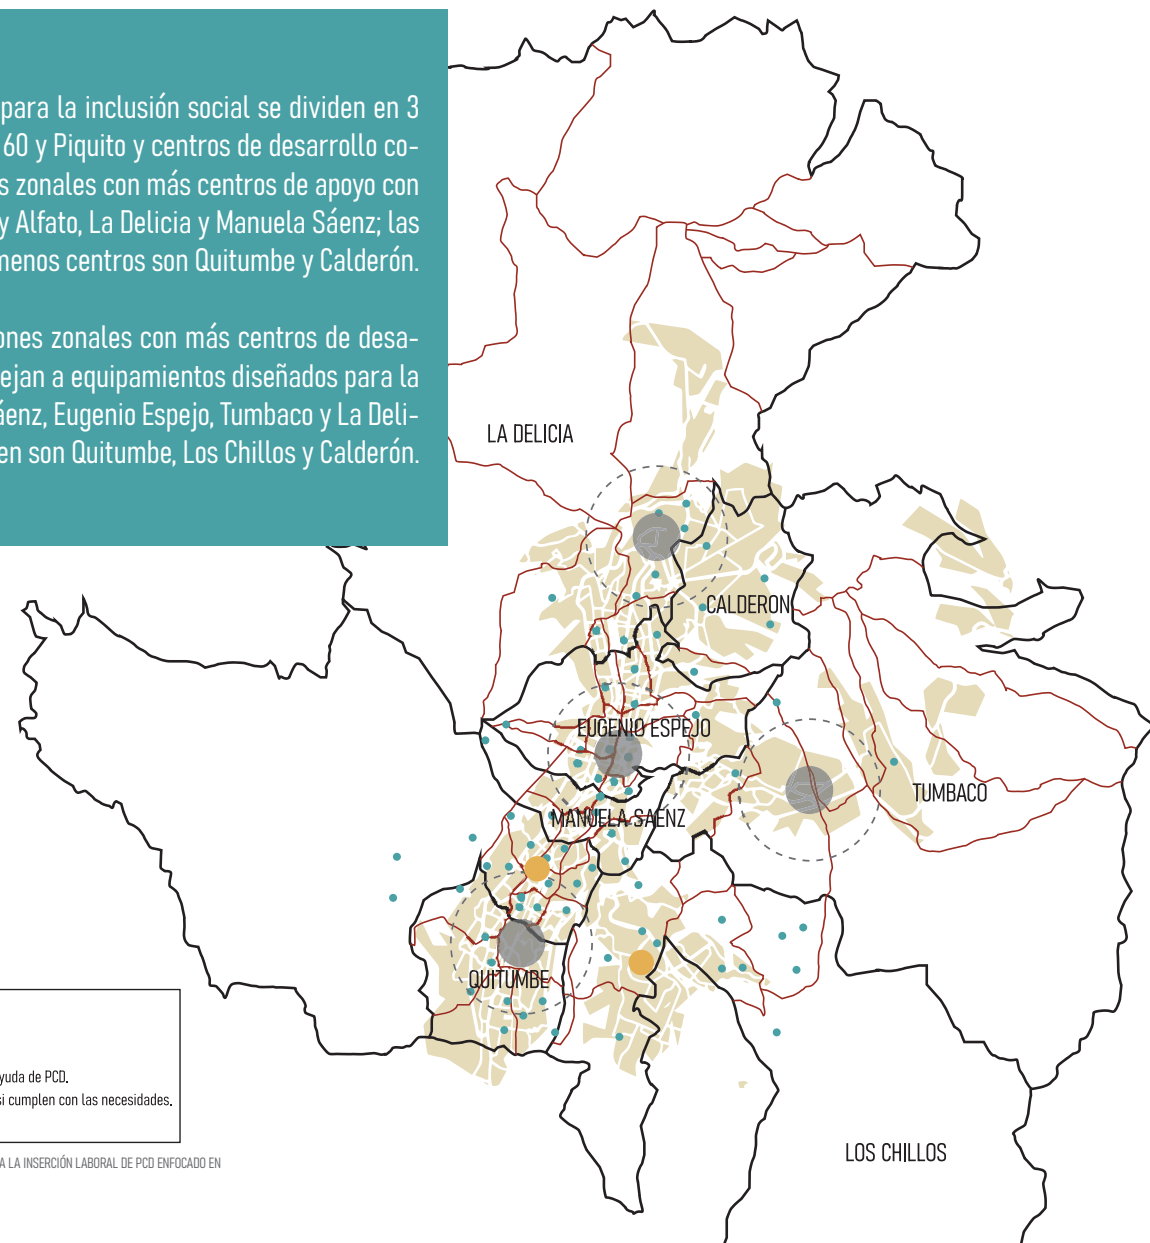 para la inclusión social se dividen en 3
60 y Piquito y centros de desarrollo co-
s zonales con más centros de apoyo con
y Alfato, La Delicia y Manuela Sáenz; las
menos centros son Quitumbe y Calderón.
ones zonales con más centros de desa-
ejan a equipamientos diseñados para la
áenz, Eugenio Espejo, Tumbaco y La Deli-
en son Quitumbe, Los Chillos y Calderón.
LA DELICIA
CALDERON
EUGENIO ESPEJO
TUMBACO
MANUELA SAENZ
QUITUMBE
yuda de PCD.
si cumplen con las necesidades.
LOS CHILLOS
A LA INSERCIÓN LABORAL DE PCD ENFOCADO EN